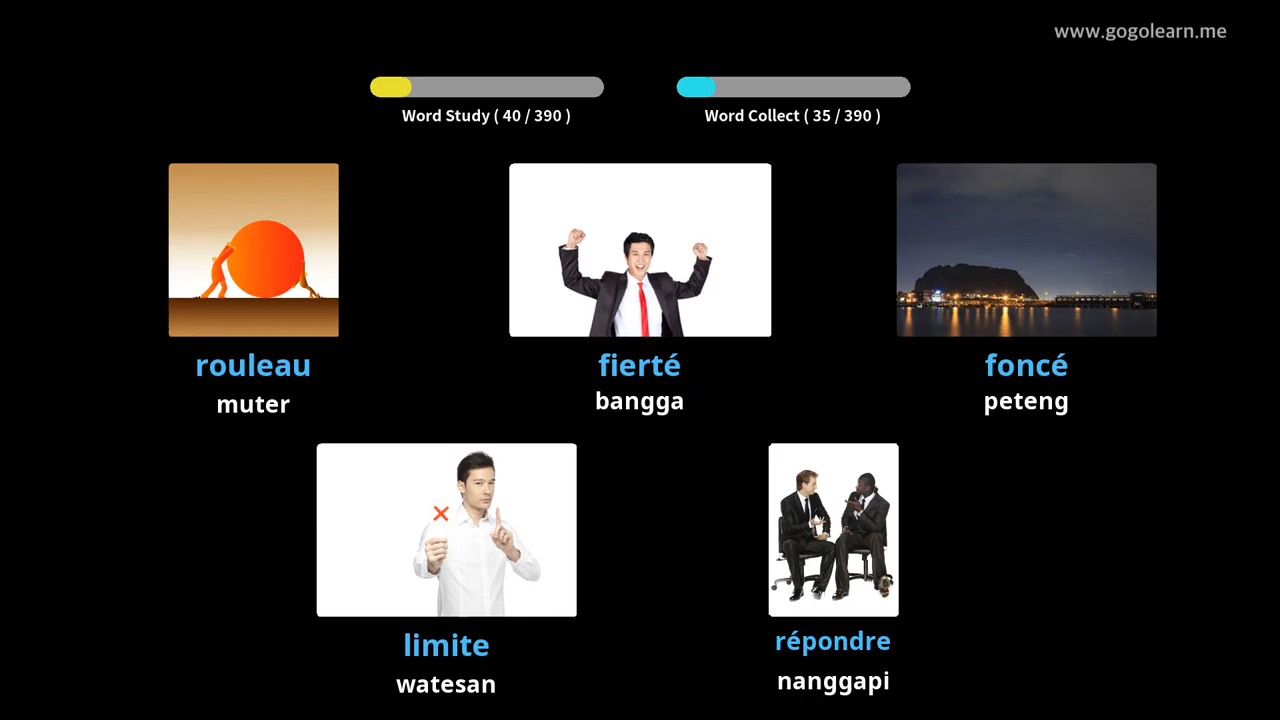 www.gogolearn.me
Word Study ( 40 / 390 )
Word Collect ( 35 / 390 )
rouleau
muter
fierté
bangga
foncé
peteng
limite
watesan
répondre
nanggapi